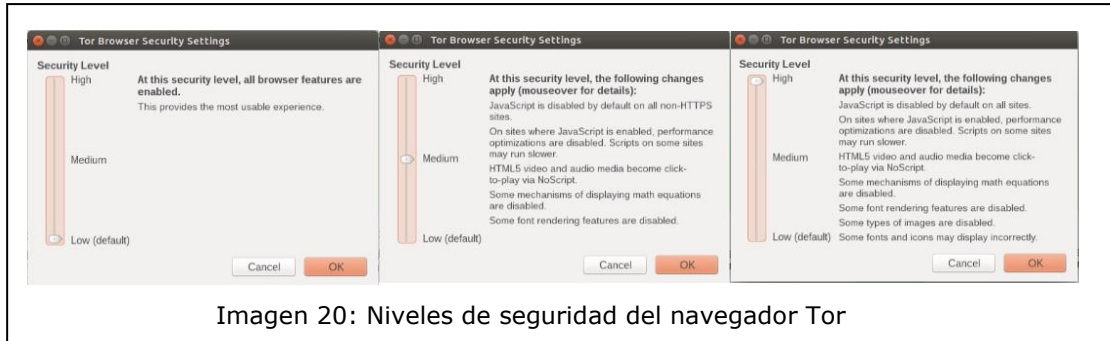 Tor Browser Security Settings
Security Level
High
At this security level, all browser features are
enabled.
This provides the most usable experience.
Medium
Low (default)
Cancel
OK
Tor Browser Security Settings
Security Level
High
At this security level, the following changes
apply (mouseover for details):
JavaScript is disabled by default on all non-HTTPS
sites.
On sites where JavaScript is enabled, performance
optimizations are disabled. Scripts on some sites
may run slower.
Medium
HTML5 video and audio media become click-
to-play via NoScript.
Some mechanisms of displaying math equations
are disabled.
Some font rendering features are disabled.
Low (default)
Cancel
OK
Tor Browser Security Settings
Security Level
High
At this security level, the following changes
apply (mouseover for details):
JavaScript is disabled by default on all sites.
On sites where JavaScript is enabled, performance
optimizations are disabled. Scripts on some sites
may run slower.
Medium
HTML5 video and audio media become click-
to-play via NoScript.
Some mechanisms of displaying math equations
are disabled.
Some font rendering features are disabled.
Some types of images are disabled.
Low (default)
Some fonts and icons may display incorrectly.
Cancel
OK
Imagen 20: Niveles de seguridad del navegador Tor